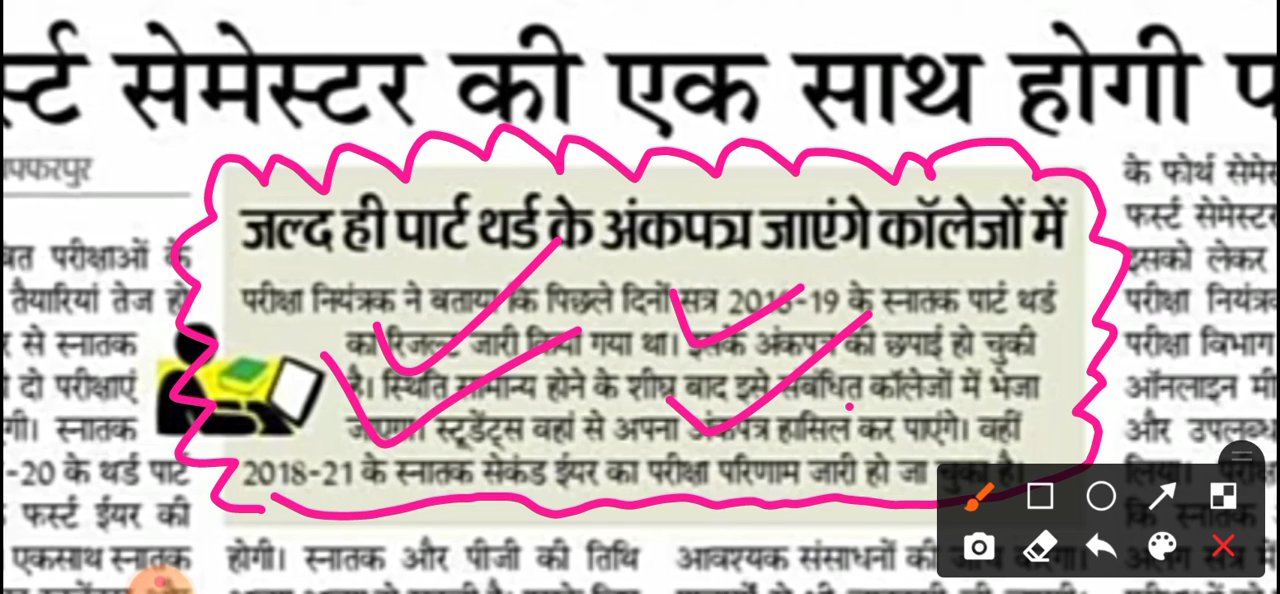 सेमेस्टर की एक साथ होगी
जल्द ही पार्ट थर्ड के अंकपत्र जाएंगे कॉलेजों में
परीक्षा नियंत्रक ने बताया कि पिछले दिनों सत्र 2016-19 के स्नातक पार्ट थर्ड
का रिजल्ट जारी किया गया था। इसके अंकपत्र की छपाई हो चुकी
है। स्थिति सामान्य होने के शीघ्र बाद इसे संबंधित कॉलेजों में भेजा
जाएगा। स्टूडेंट्स वहां से अपना अंकपत्र हासिल कर पाएंगे। वहीं
2018-21 के स्नातक सेकंड ईयर का परीक्षा परिणाम जारी हो जा चुका है।
परीक्षाओं के
तैयारियां तेज हो
से स्नातक
दो परीक्षाएं
स्नातक
-20 के थर्ड पार्ट
फर्स्ट ईयर की
एकसाथ स्नातक
होगी। स्नातक और पीजी की तिथि
आवश्यक संसाधनों की
के फोर्थ
फर्स्ट
इसको लेकर
परीक्षा
परीक्षा विभाग
ऑनलाइन
और